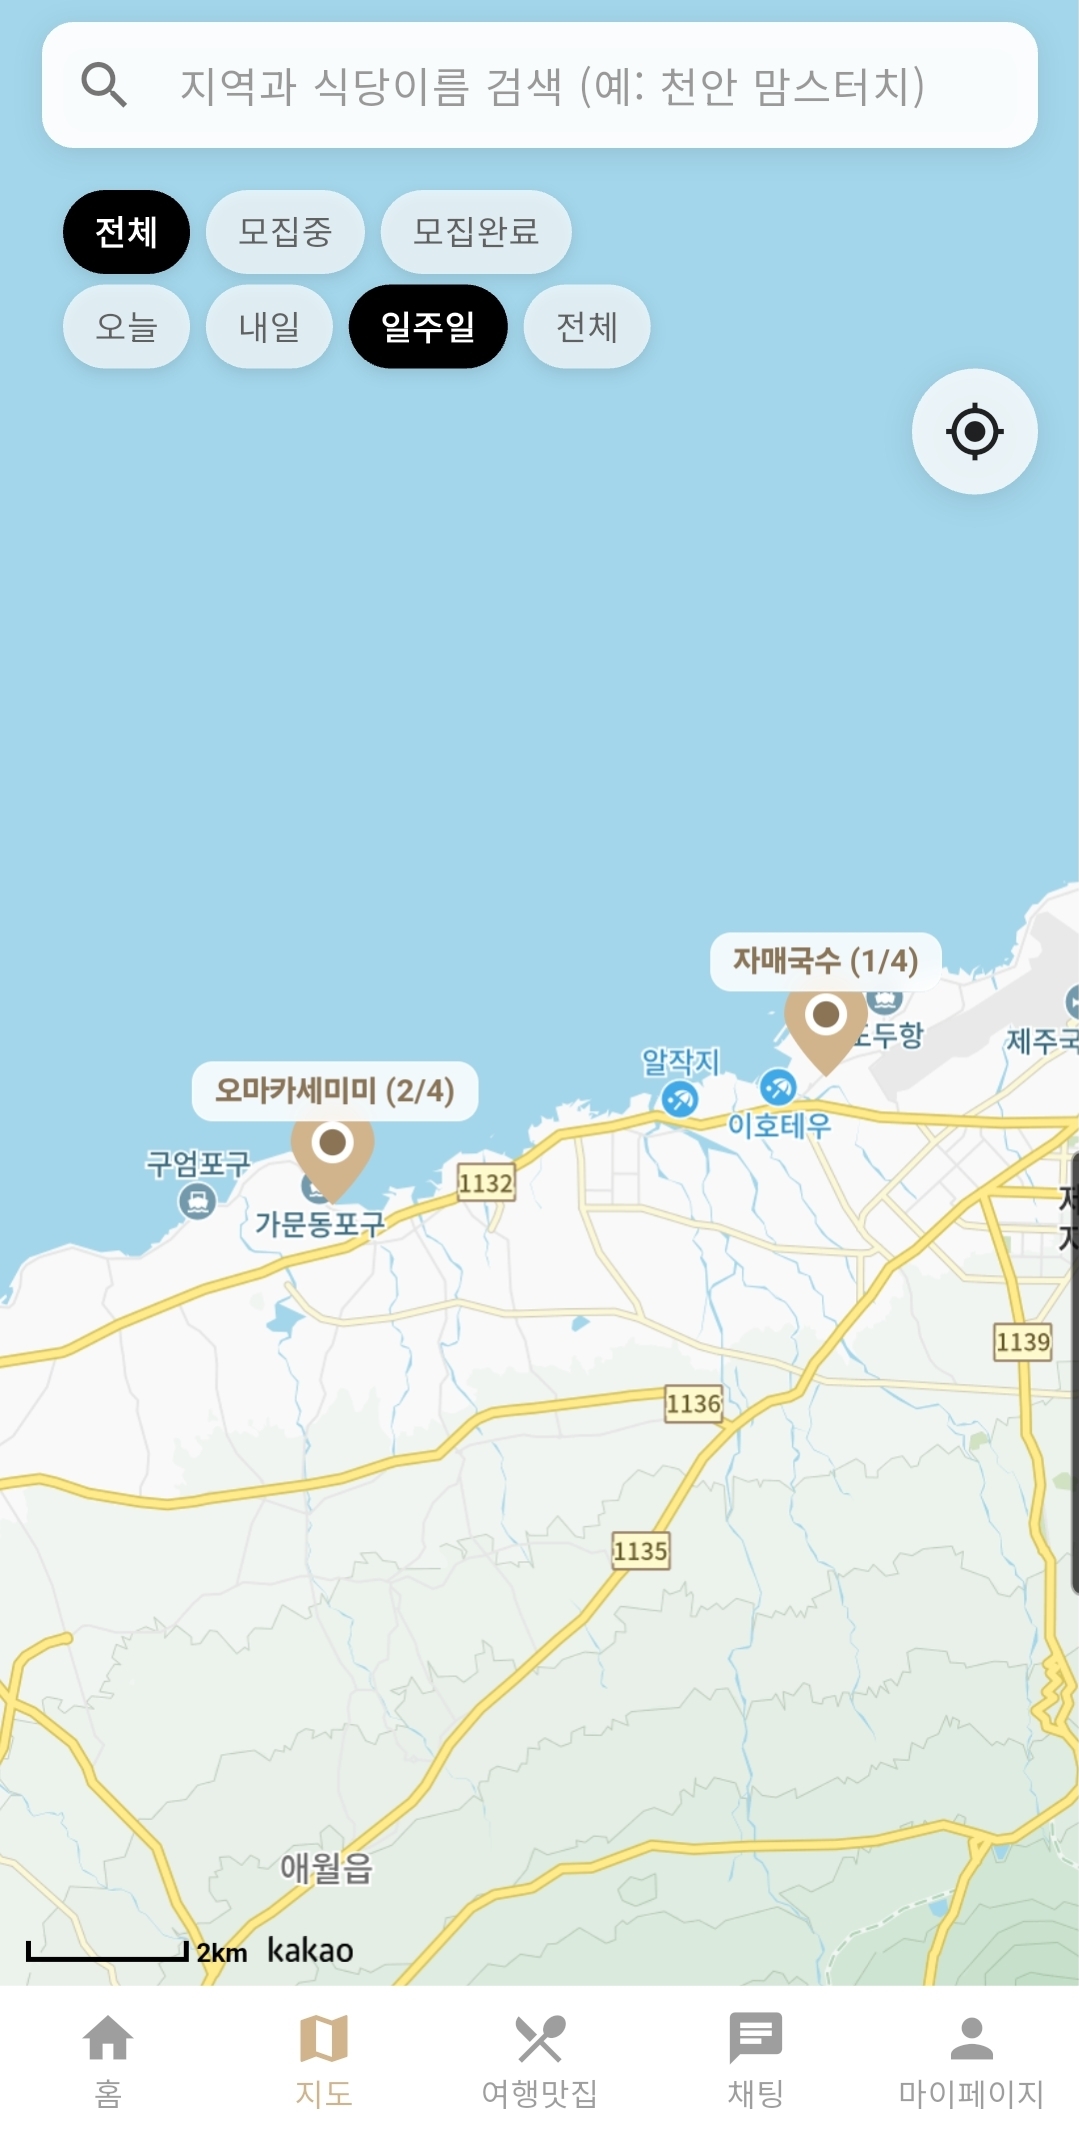 지역과 식당이름 검색 (예: 천안 맘스터치)
전체 모집중 모집완료
오늘 내일 일주일 전체
자매국수 (1/4)
도두항
제주국
알작지
이호테우
오마카세미미 (2/4)
구엄포구
가문동포구
1132
1139
1136
1135
애월읍
2km kakao
홈 지도 여행맛집 채팅 마이페이지